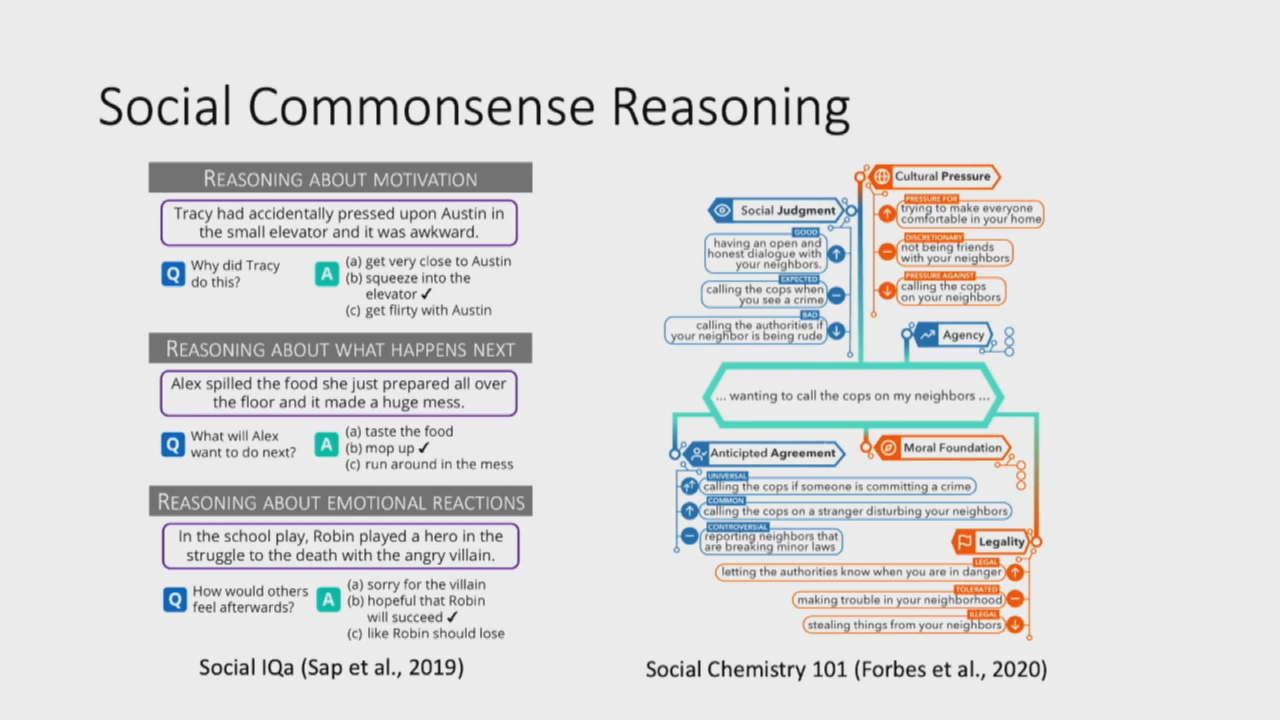 Social Commonsense Reasoning
REASONING ABOUT MOTIVATION
Tracy had accidentally pressed upon Austin in
the small elevator and it was awkward.
Q Why did Tracy
do this?
A (a) get very close to Austin
(b) squeeze into the
elevator ✓
(c) get flirty with Austin
REASONING ABOUT WHAT HAPPENS NEXT
Alex spilled the food she just prepared all over
the floor and it made a huge mess.
Q What will Alex
want to do next?
A (a) taste the food
(b) mop up ✓
(c) run around in the mess
REASONING ABOUT EMOTIONAL REACTIONS
In the school play, Robin played a hero in the
struggle to the death with the angry villain.
Q How would others
feel afterwards?
A (a) sorry for the villain
(b) hopeful that Robin
will succeed ✓
(c) like Robin should lose
Social IQa (Sap et al., 2019)
Cultural Pressure
PRESSURE FOR
trying to make everyone
comfortable in your home
DISCRETIONARY
not being friends
with your neighbors
PRESSURE AGAINST
calling the cops
on your neighbors
Social Judgment
GOOD
having an open and
honest dialogue with
your neighbors.
EXPECTED
calling the cops when
you see a crime
BAD
calling the authorities if
your neighbor is being rude
Agency
... wanting to call the cops on my neighbors ...
Anticipted Agreement
UNIVERSAL
calling the cops if someone is committing a crime
COMMON
calling the cops on a stranger disturbing your neighbors
CONTROVERSIAL
reporting neighbors that
are breaking minor laws
Moral Foundation
Legality
LEGAL
letting the authorities know when you are in danger
TOLERATED
making trouble in your neighborhood
ILLEGAL
stealing things from your neighbors
Social Chemistry 101 (Forbes et al., 2020)